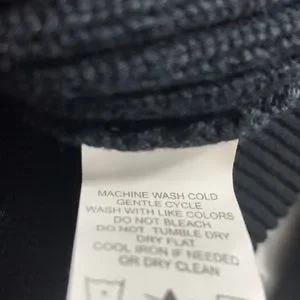 MACHINE WASH COLD
GENTLE CYCLE
WASH WITH LIKE COLORS
DO NOT BLEACH
DO NOT TUMBLE DRY
DRY FLAT
COOL IRON IF NEEDED
OR DRY CLEAN